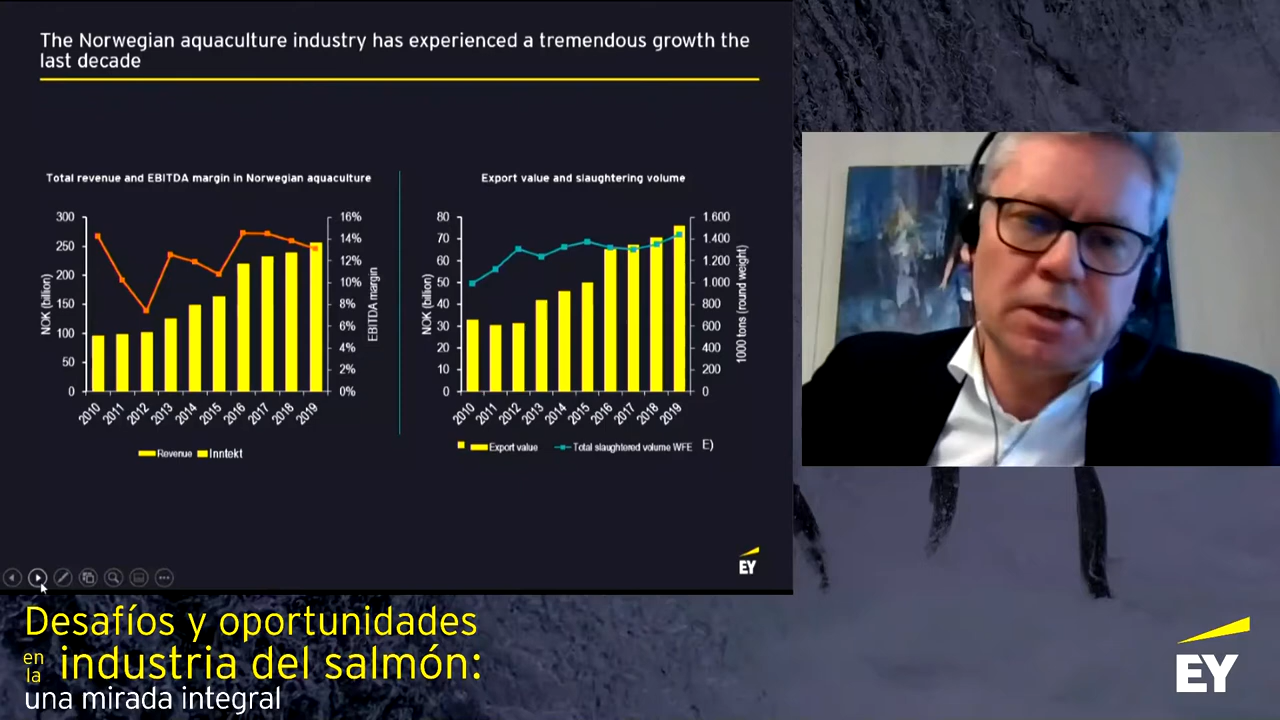 The Norwegian aquaculture industry has experienced a tremendous growth the
last decade
Total revenue and EBITDA margin in Norwegian aquaculture
300
250
200
150
100
50
0
NOK (billion)
16%
14%
12%
10%
8%
6%
4%
2%
0%
EBITDA margin
2010 2011 2012 2013 2014 2015 2016 2017 2018 2019
Revenue Inntekt
Export value and slaughtering volume
80
70
60
50
40
30
20
10
0
NOK (billion)
1.600
1.400
1.200
1.000
800
600
400
200
0
1000 tons (round weight)
2010 2011 2012 2013 2014 2015 2016 2017 2018 2019
Export value Total slaughtered volume WFE E)
EY
Desafíos y oportunidades
en la industria del salmón:
una mirada integral
EY